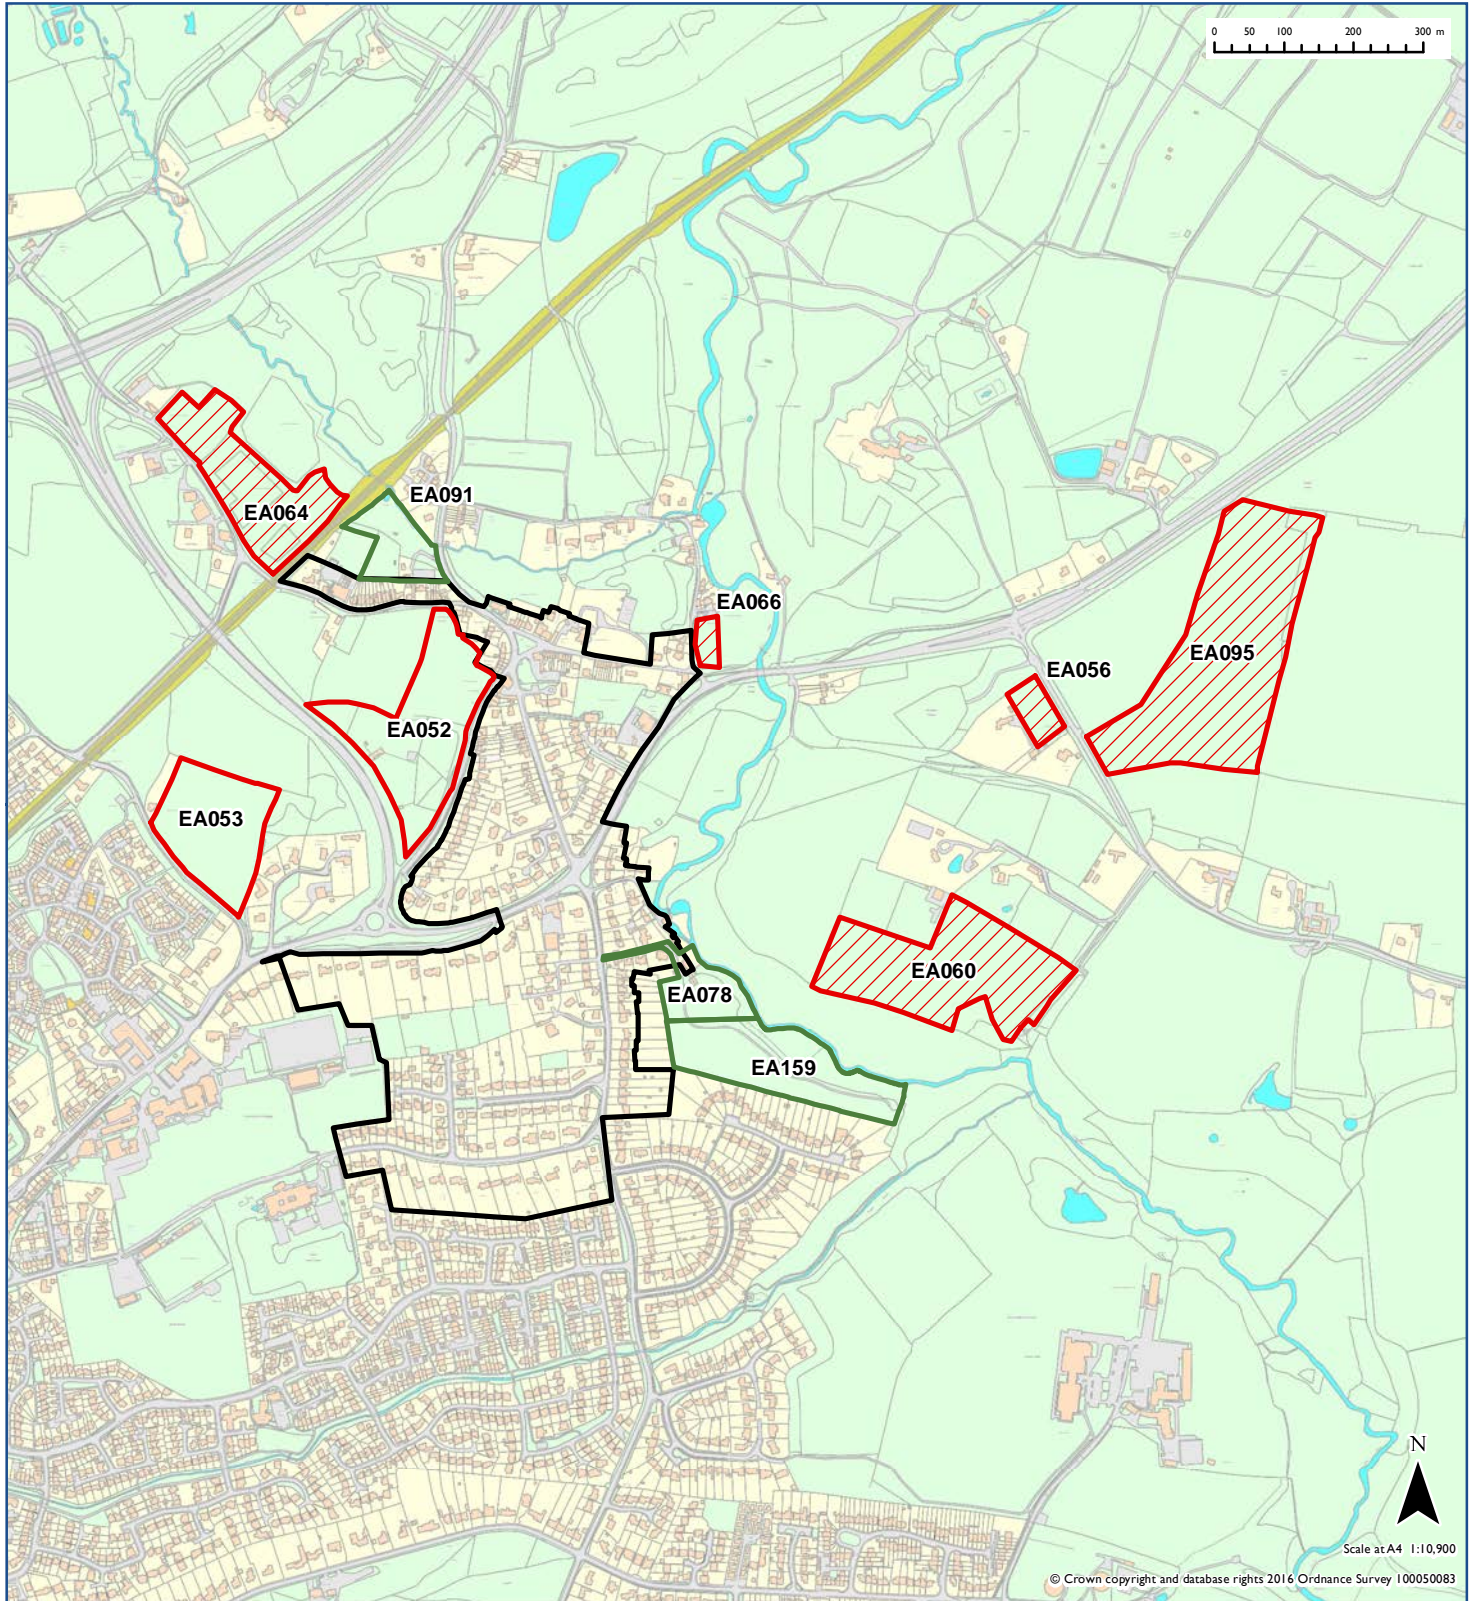 0 50 100 200 300 m
EA091
EA064
EA066
EA095
EA056
EA052
EA053
EA060
EA078
EA159
N
Scale at A4 1:10,900
© Crown copyright and database rights 2016 Ordnance Survey 100050083